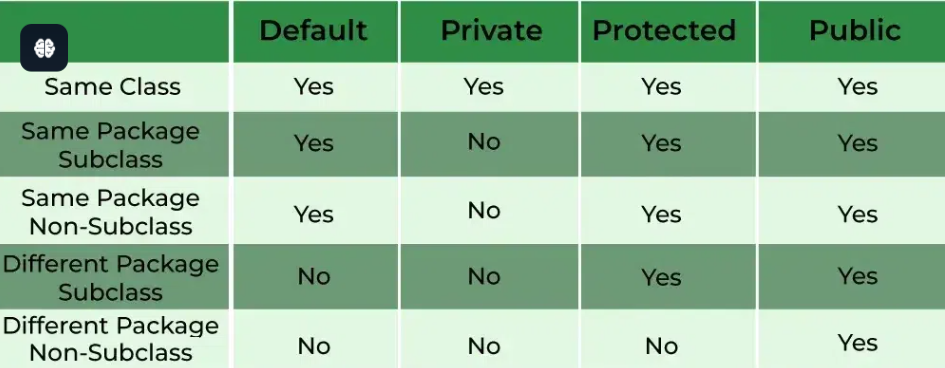 Default Private Protected Public
Same Class Yes Yes Yes Yes
Same Package
Subclass Yes No Yes Yes
Same Package
Non-Subclass Yes No Yes Yes
Different Package
Subclass No No Yes Yes
Different Package
Non-Subclass No No No Yes